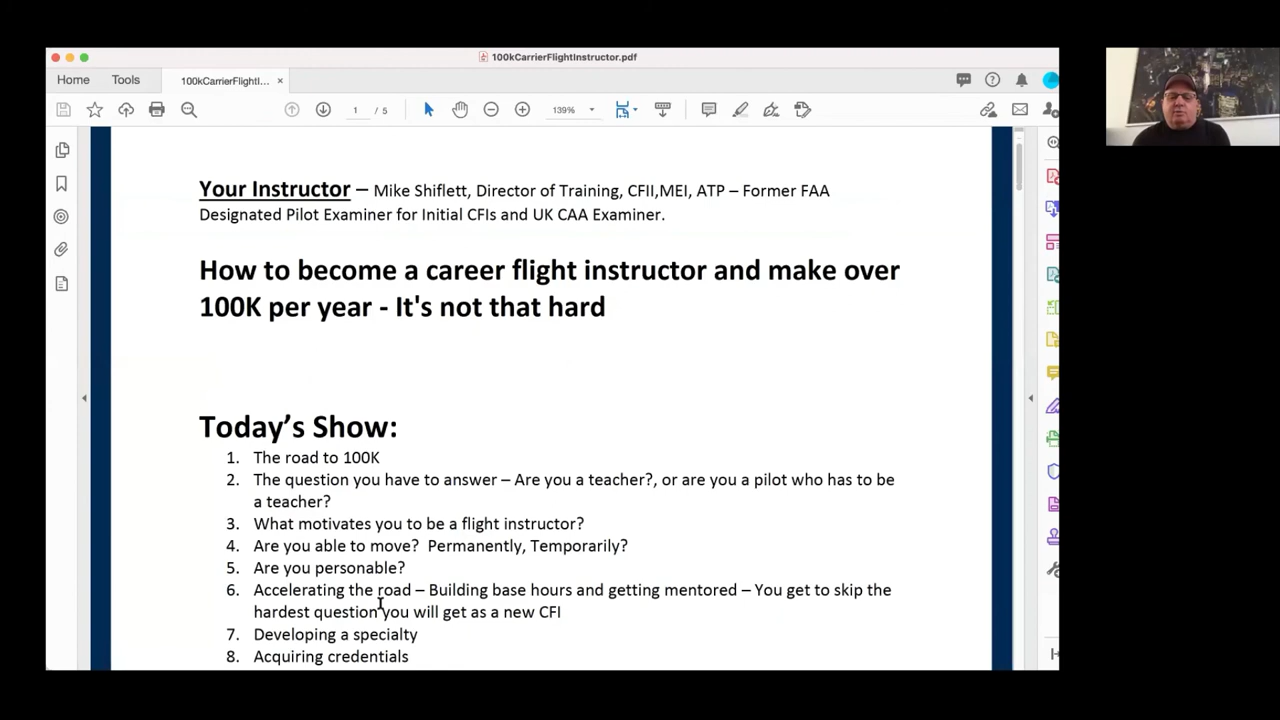 100kCarrierFlightInstructor.pdf
Home Tools 100kCarrierFlightI... ×
1 / 5 139%
Your Instructor – Mike Shiflett, Director of Training, CFII,MEI, ATP – Former FAA
Designated Pilot Examiner for Initial CFIs and UK CAA Examiner.
How to become a career flight instructor and make over
100K per year - It's not that hard
Today’s Show:
1. The road to 100K
2. The question you have to answer – Are you a teacher?, or are you a pilot who has to be
a teacher?
3. What motivates you to be a flight instructor?
4. Are you able to move? Permanently, Temporarily?
5. Are you personable?
6. Accelerating the road – Building base hours and getting mentored – You get to skip the
hardest question you will get as a new CFI
7. Developing a specialty
8. Acquiring credentials